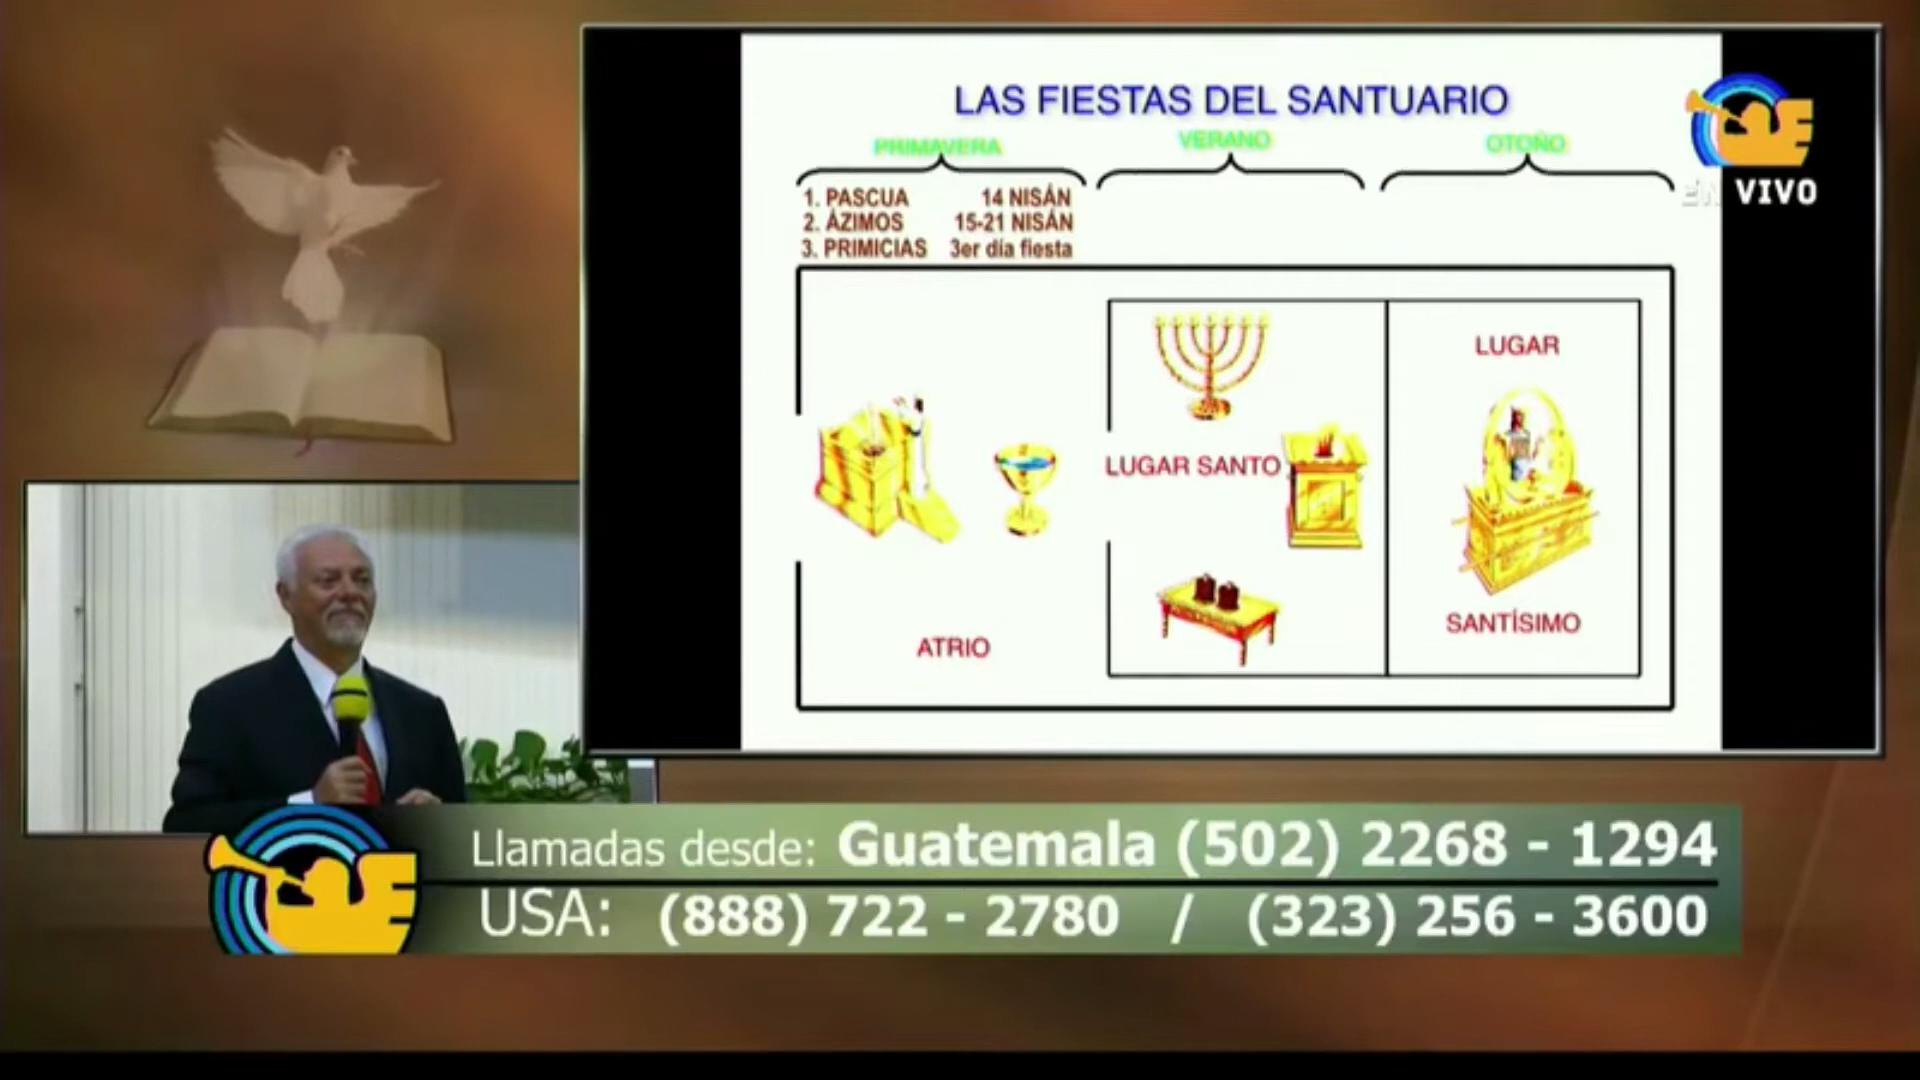 LAS FIESTAS DEL SANTUARIO
PRIMAVERA VERANO OTOÑO
EN VIVO
1. PASCUA 14 NISÁN
2. ÁZIMOS 15-21 NISÁN
3. PRIMICIAS 3er día fiesta
LUGAR
LUGAR SANTO
SANTÍSIMO
ATRIO
Llamadas desde: Guatemala (502) 2268 - 1294
USA: (888) 722 - 2780 / (323) 256 - 3600